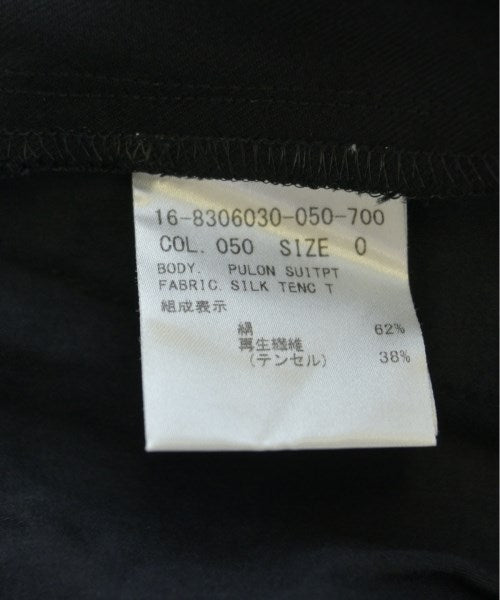 16-8306030-050-700
COL. 050 SIZE 0
BODY. PULON SUITPT
FABRIC. SILK TENC T
組成表示
絹 62%
再生繊維
(テンセル) 38%